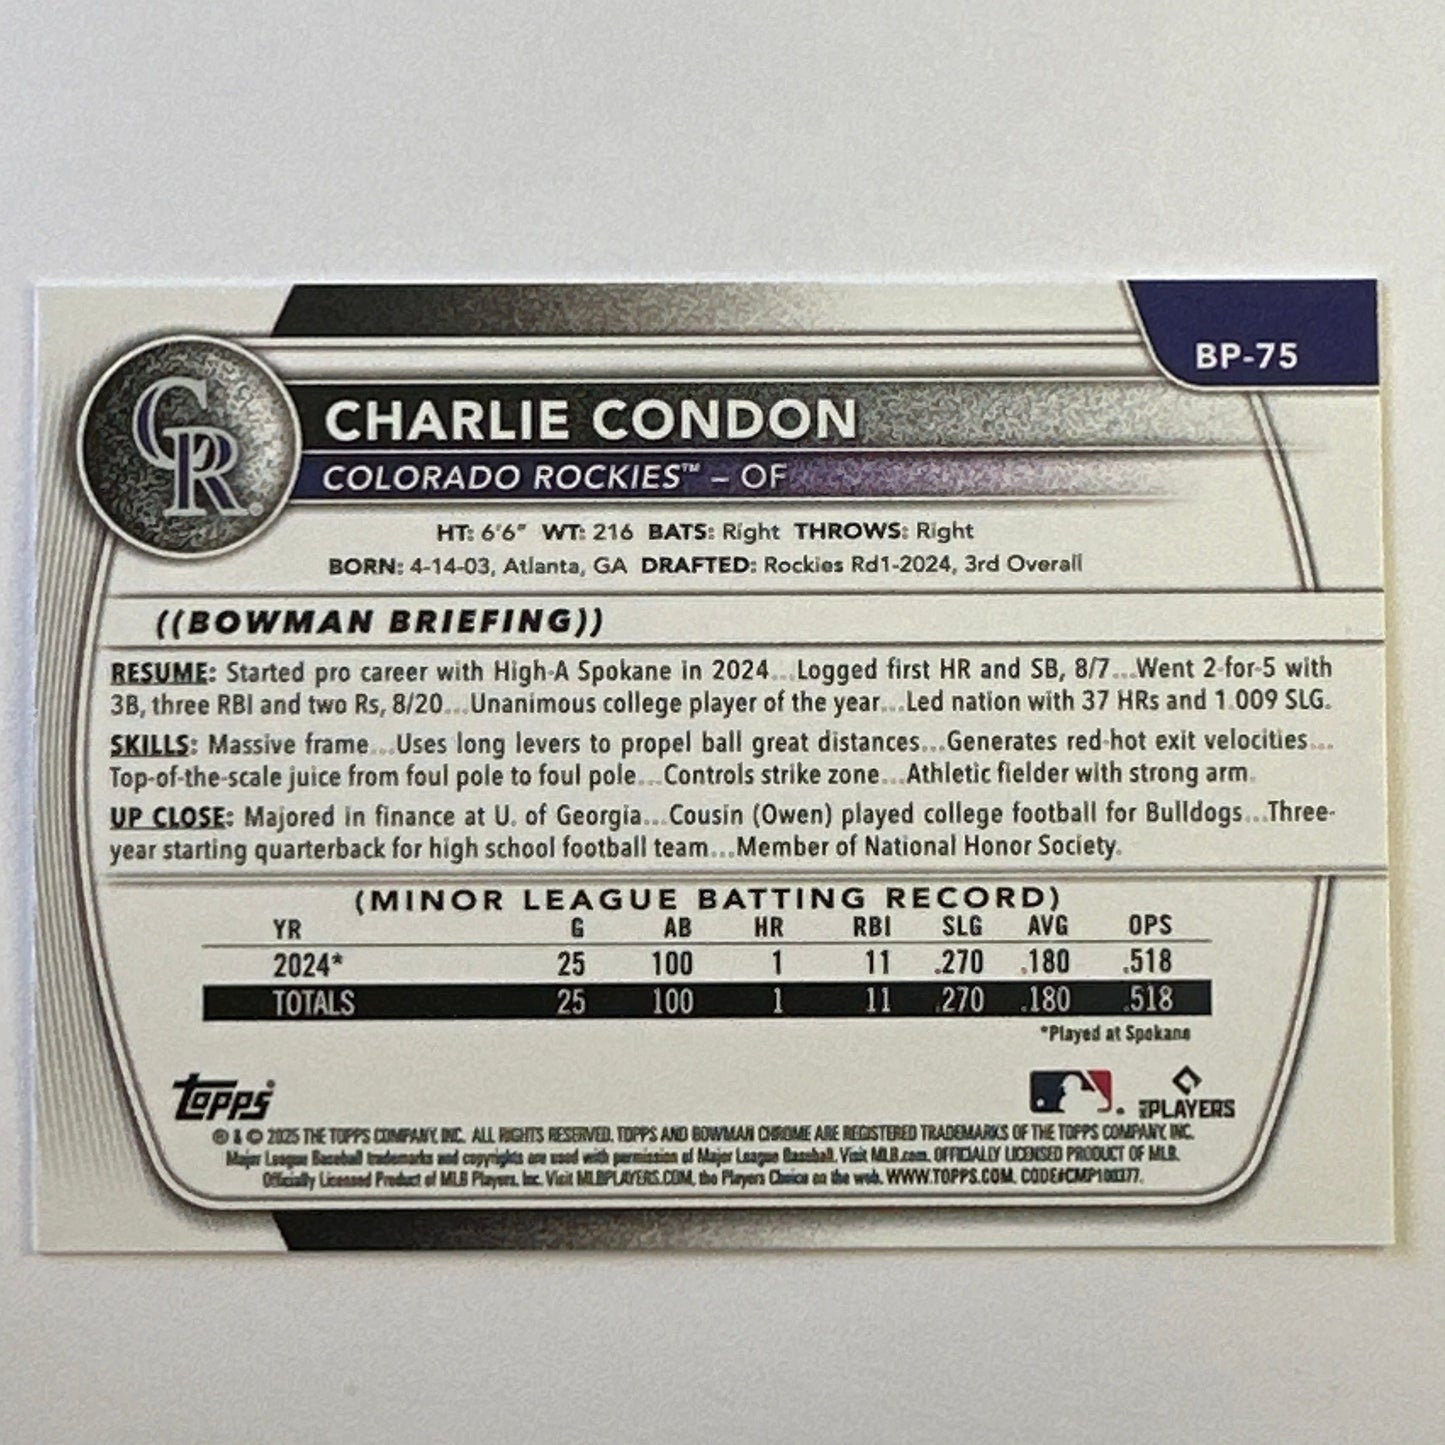 BP-75
CR
CHARLIE CONDON
COLORADO ROCKIES™ – OF
HT: 6'6" WT: 216 BATS: Right THROWS: Right
BORN: 4-14-03, Atlanta, GA DRAFTED: Rockies Rd1-2024, 3rd Overall
((BOWMAN BRIEFING))
RESUME: Started pro career with High-A Spokane in 2024...Logged first HR and SB, 8/7...Went 2-for-5 with
3B, three RBI and two Rs, 8/20...Unanimous college player of the year...Led nation with 37 HRs and 1.009 SLG.
SKILLS: Massive frame...Uses long levers to propel ball great distances...Generates red-hot exit velocities...
Top-of-the-scale juice from foul pole to foul pole...Controls strike zone...Athletic fielder with strong arm.
UP CLOSE: Majored in finance at U. of Georgia...Cousin (Owen) played college football for Bulldogs...Three-
year starting quarterback for high school football team...Member of National Honor Society.
(MINOR LEAGUE BATTING RECORD)
YR G AB HR RBI SLG AVG OPS
2024* 25 100 1 11 .270 .180 .518
TOTALS 25 100 1 11 .270 .180 .518
*Played at Spokane
topps
PLAYERS
® & © 2025 THE TOPPS COMPANY, INC. ALL RIGHTS RESERVED. TOPPS AND BOWMAN CHROME ARE REGISTERED TRADEMARKS OF THE TOPPS COMPANY, INC.
Major League Baseball trademarks and copyrights are used with permission of Major League Baseball. Visit MLB.com. OFFICIALLY LICENSED PRODUCT OF MLB.
Officially Licensed Product of MLB Players, Inc. Visit MLBPLAYERS.COM, the Players Choice on the web. WWW.TOPPS.COM. CODE#CMP100377.